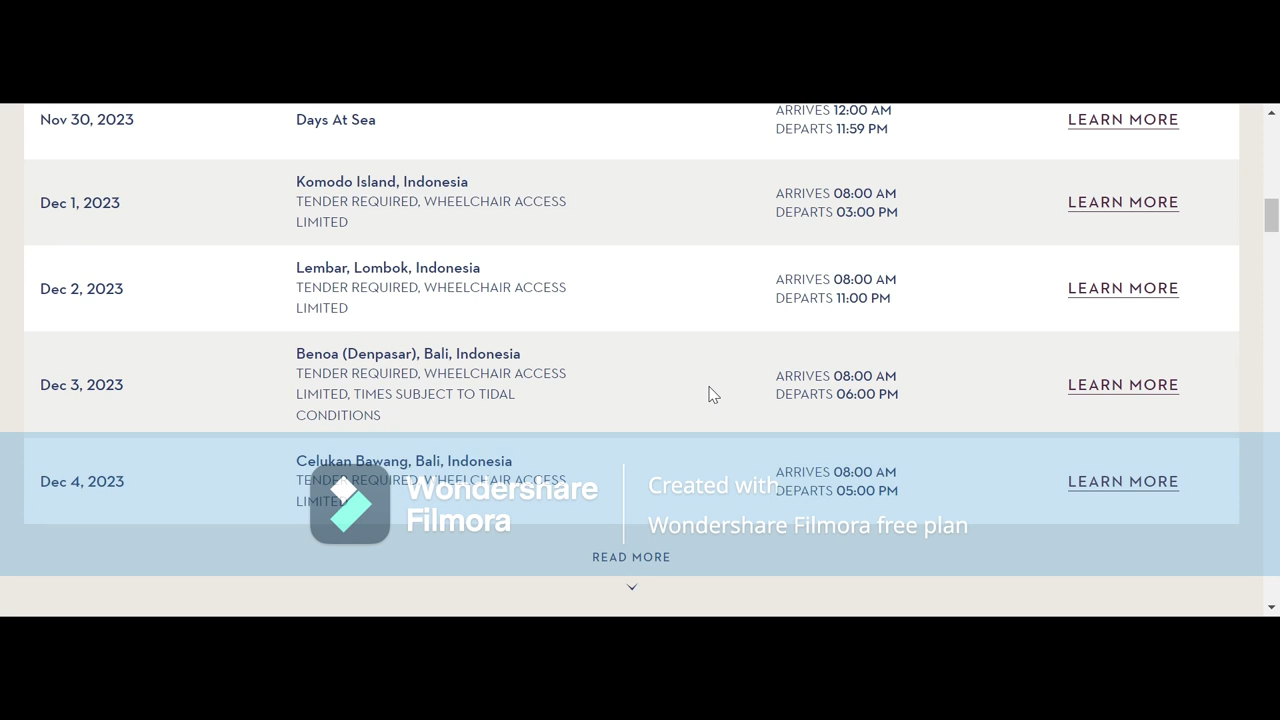 ARRIVES 12:00 AM
Nov 30, 2023 Days At Sea LEARN MORE
DEPARTS 11:59 PM
Komodo Island, Indonesia
ARRIVES 08:00 AM
Dec 1, 2023 TENDER REQUIRED, WHEELCHAIR ACCESS LEARN MORE
DEPARTS 03:00 PM
LIMITED
Lembar, Lombok, Indonesia
ARRIVES 08:00 AM
Dec 2, 2023 TENDER REQUIRED, WHEELCHAIR ACCESS LEARN MORE
DEPARTS 11:00 PM
LIMITED
Benoa (Denpasar), Bali, Indonesia
TENDER REQUIRED, WHEELCHAIR ACCESS
ARRIVES 08:00 AM
Dec 3, 2023 LEARN MORE
LIMITED, TIMES SUBJECT TO TIDAL
DEPARTS 06:00 PM
CONDITIONS
Celukan Bawang, Bali, Indonesia
ARRIVES 08:00 AM
Dec 4, 2023 TENDER REQUIRED, WHEELCHAIR ACCESS LEARN MORE
DEPARTS 05:00 PM
LIMITED
Wondershare
Filmora
Created with
Wondershare Filmora free plan
READ MORE